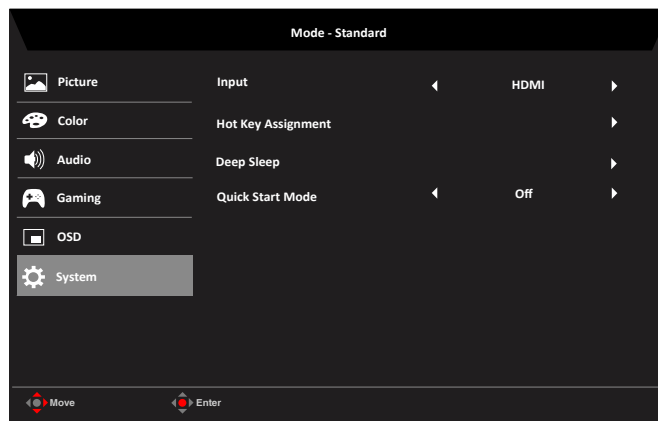 Mode - Standard
Picture
Color
Audio
Gaming
OSD
System
Input HDMI
Hot Key Assignment
Deep Sleep
Quick Start Mode Off
Move Enter